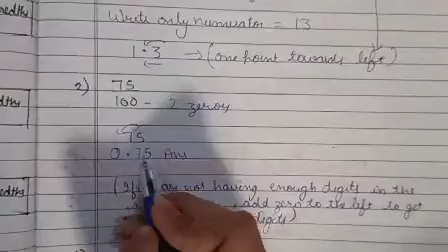 Write only numerator = 13
1.3 → (one point towards left)
2) 75
100 - 2 zeros
75
0.75 Ans
are not having enough digits in the
add zero to the left to get
digits)